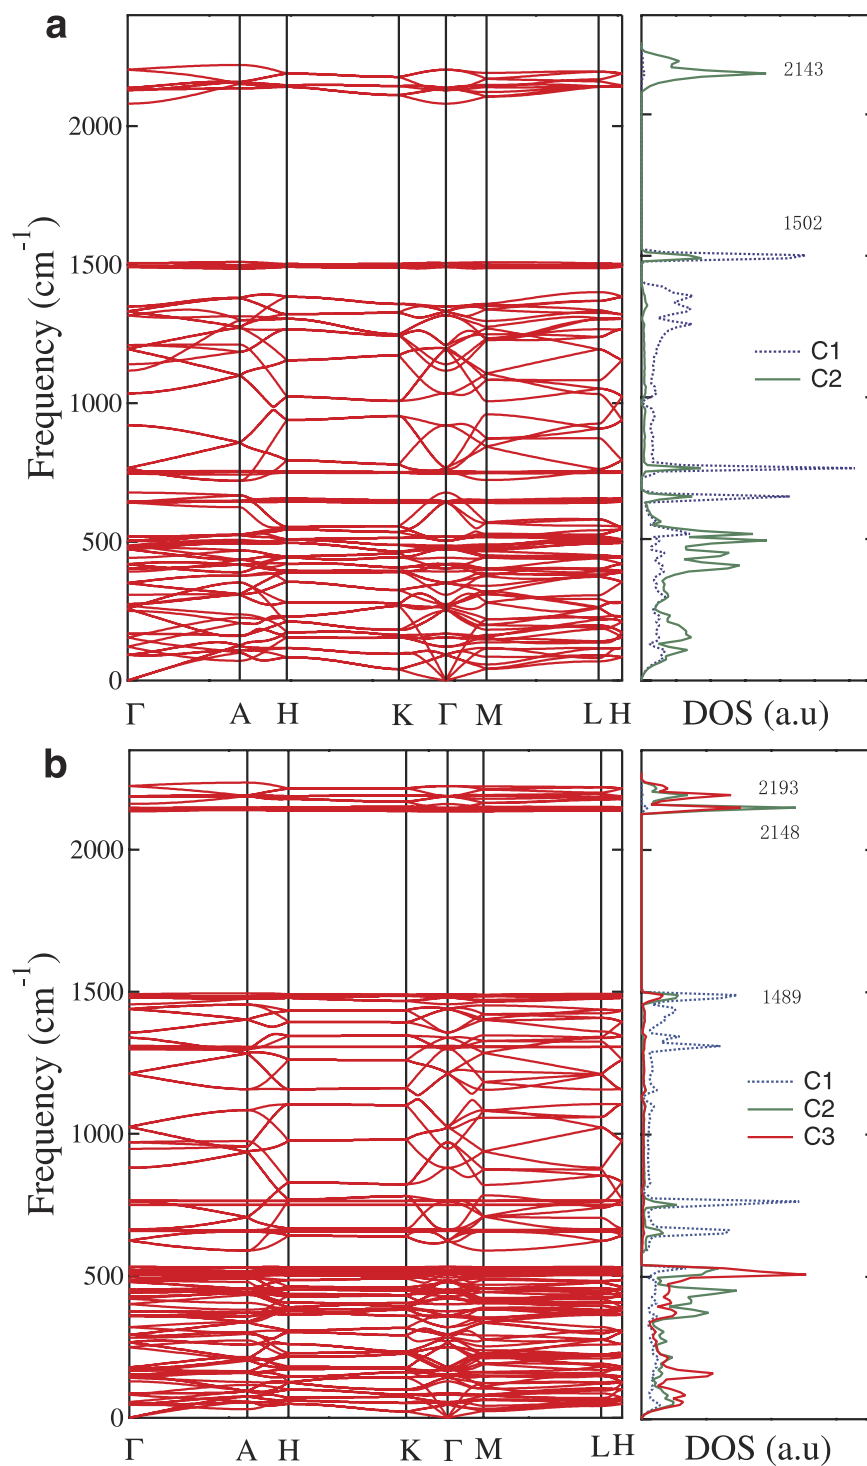 a
Frequency (cm-1)
2000
1500
1000
500
0
Γ A H K Γ M L H
2143
1502
C1
C2
DOS (a.u)
b
Frequency (cm-1)
2000
1500
1000
500
0
Γ A H K Γ M L H
2193
2148
1489
C1
C2
C3
DOS (a.u)